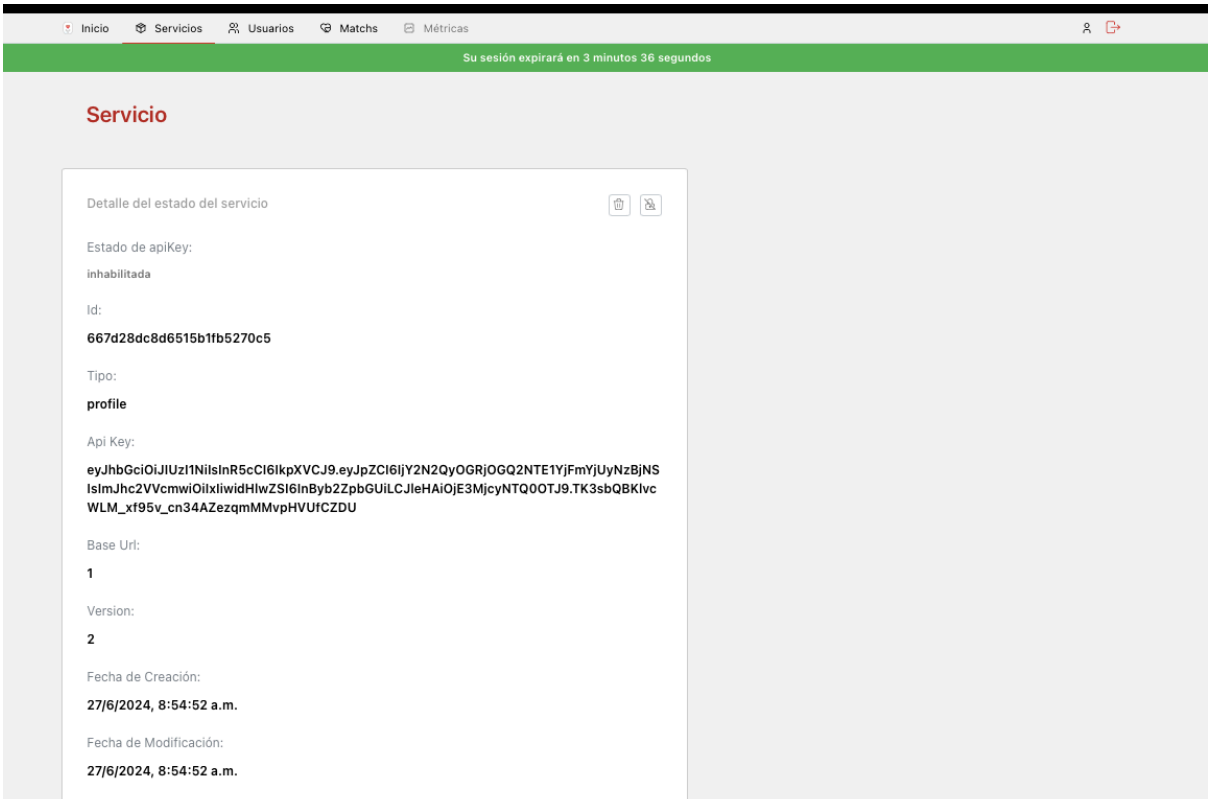 Inicio Servicios Usuarios Matchs Métricas
Su sesión expirará en 3 minutos 36 segundos
Servicio
Detalle del estado del servicio
Estado de apiKey:
inhabilitada
Id:
667d28dc8d6515b1fb5270c5
Tipo:
profile
Api Key:
eyJhbGciOiJIUzI1NiIsInR5cCI6IkpXVCJ9.eyJpZCI6IjY2N2QyOGRjOGQ2NTE1YjFmYjUyNzBjNS
IsImJhc2VVcmwiOiIxIiwidHlwZSI6InByb2ZpbGUiLCJleHAiOjE3MjcyNTQ0OTJ9.TK3sbQBKlvc
WLM_xf95v_cn34AZezqmMMvpHVUfCZDU
Base Url:
1
Version:
2
Fecha de Creación:
27/6/2024, 8:54:52 a.m.
Fecha de Modificación:
27/6/2024, 8:54:52 a.m.